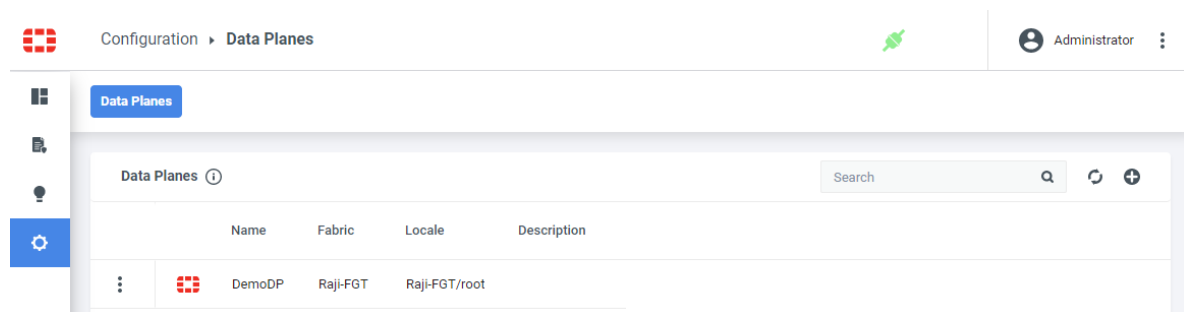 Configuration ▸ Data Planes
Administrator
Data Planes
Data Planes
Search
Name Fabric Locale Description
DemoDP Raji-FGT Raji-FGT/root